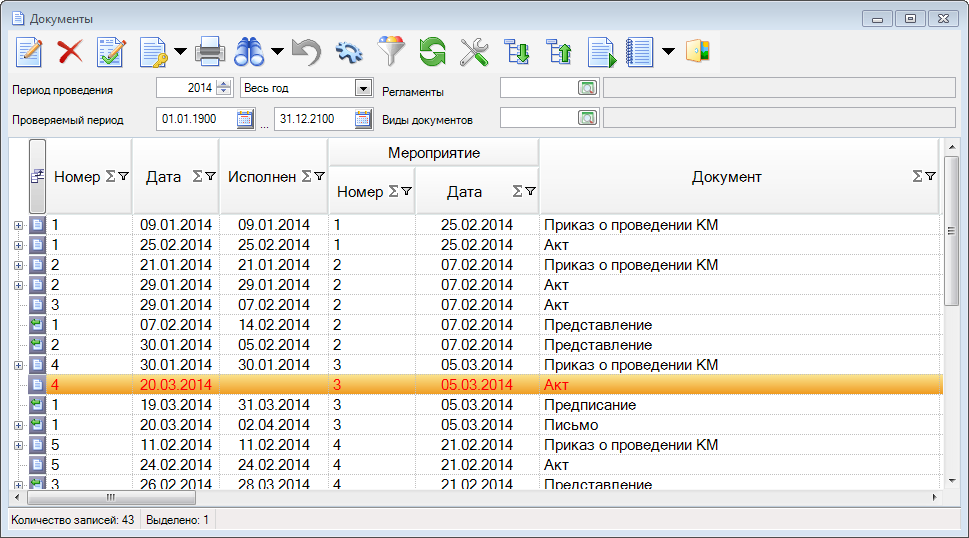 Документы
Период проведения 2014 Весь год Регламенты
Проверяемый период 01.01.1900 ... 31.12.2100 Виды документов
Мероприятие
Номер Σ Дата Σ Исполнен Σ Номер Σ Дата Σ Документ Σ
1 09.01.2014 09.01.2014 1 25.02.2014 Приказ о проведении КМ
1 25.02.2014 25.02.2014 1 25.02.2014 Акт
2 21.01.2014 21.01.2014 2 07.02.2014 Приказ о проведении КМ
2 29.01.2014 29.01.2014 2 07.02.2014 Акт
3 29.01.2014 07.02.2014 2 07.02.2014 Акт
1 07.02.2014 14.02.2014 2 07.02.2014 Представление
2 30.01.2014 05.02.2014 2 07.02.2014 Представление
4 30.01.2014 30.01.2014 3 05.03.2014 Приказ о проведении КМ
4 20.03.2014 3 05.03.2014 Акт
1 19.03.2014 31.03.2014 3 05.03.2014 Предписание
1 20.03.2014 02.04.2014 3 05.03.2014 Письмо
5 11.02.2014 11.02.2014 4 21.02.2014 Приказ о проведении КМ
5 24.02.2014 24.02.2014 4 21.02.2014 Акт
3 26.02.2014 28.03.2014 4 21.02.2014 Представление
Количество записей: 43 Выделено: 1